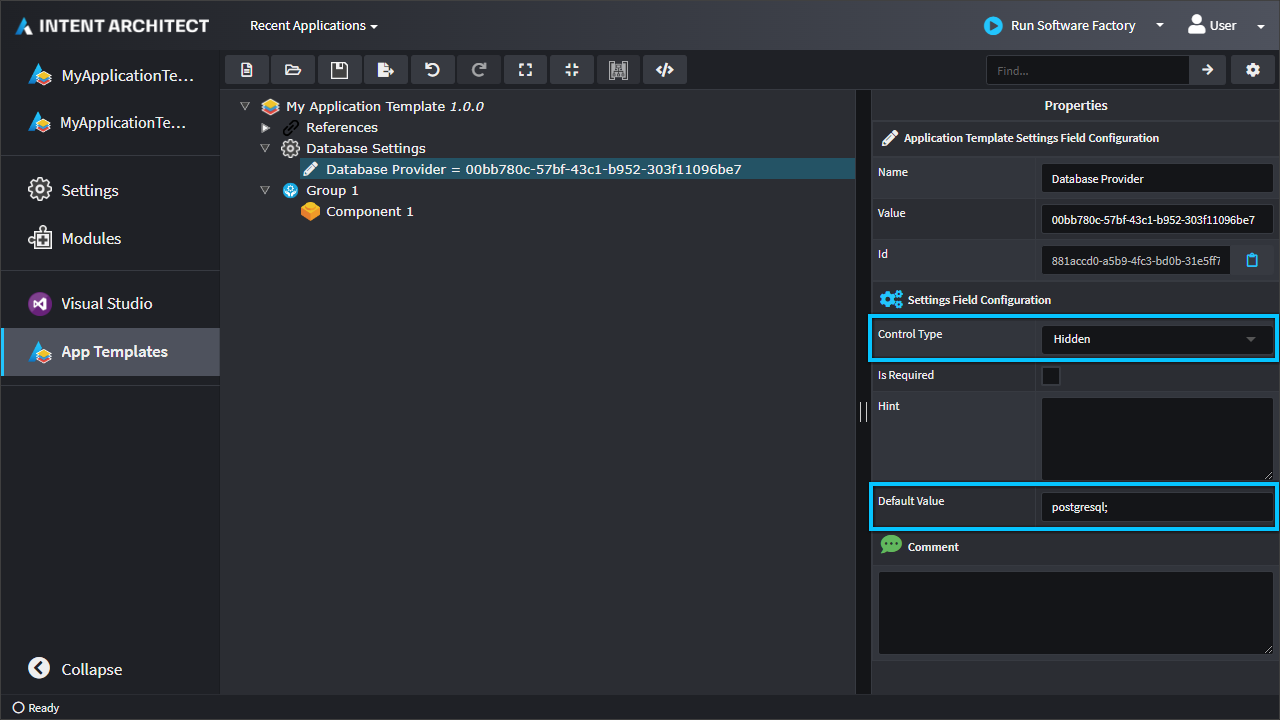 INTENT ARCHITECT
Recent Applications
Run Software Factory
User
MyApplicationTe...
MyApplicationTe...
Settings
Modules
Visual Studio
App Templates
Collapse
Find...
My Application Template 1.0.0
References
Database Settings
Database Provider = 00bb780c-57bf-43c1-b952-303f11096be7
Group 1
Component 1
Properties
Application Template Settings Field Configuration
Name
Database Provider
Value
00bb780c-57bf-43c1-b952-303f11096be7
Id
881accd0-a5b9-4fc3-bd0b-31e5ff7
Settings Field Configuration
Control Type
Hidden
Is Required
Hint
Default Value
postgresql;
Comment
Ready